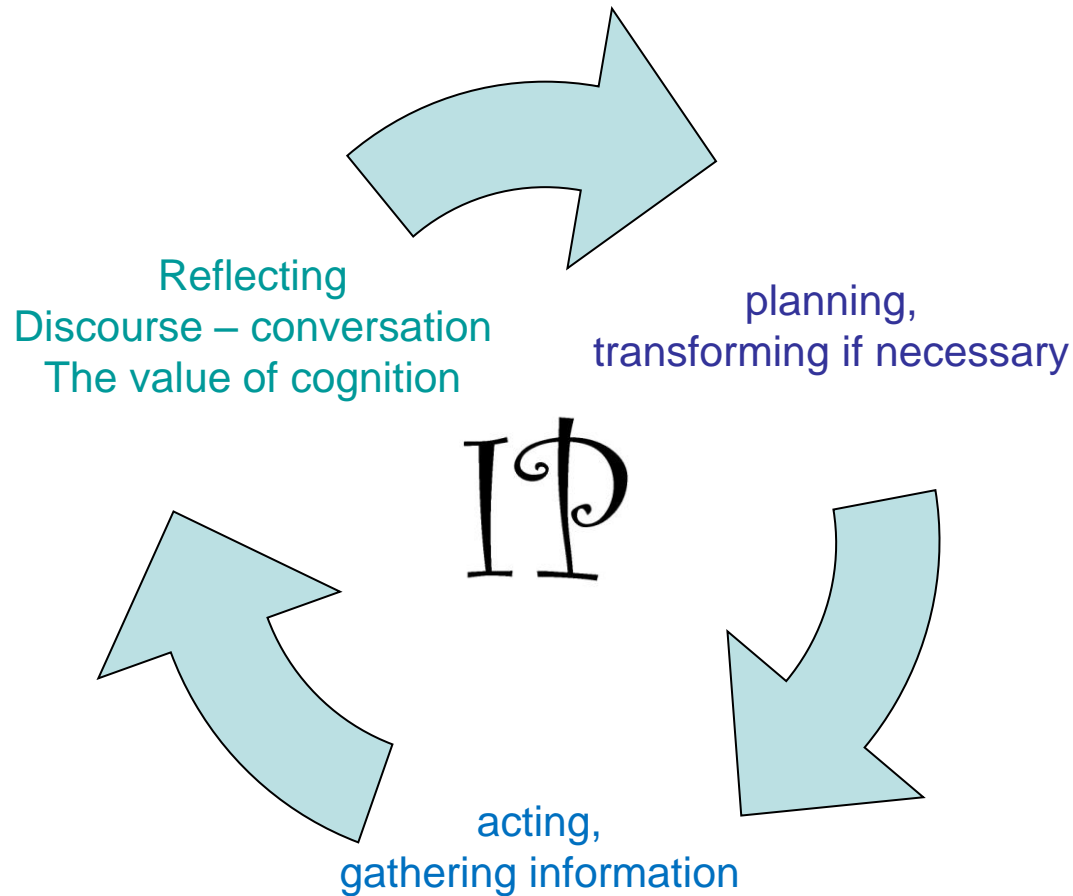 Reflecting
Discourse – conversation
The value of cognition
planning,
transforming if necessary
IP
acting,
gathering information